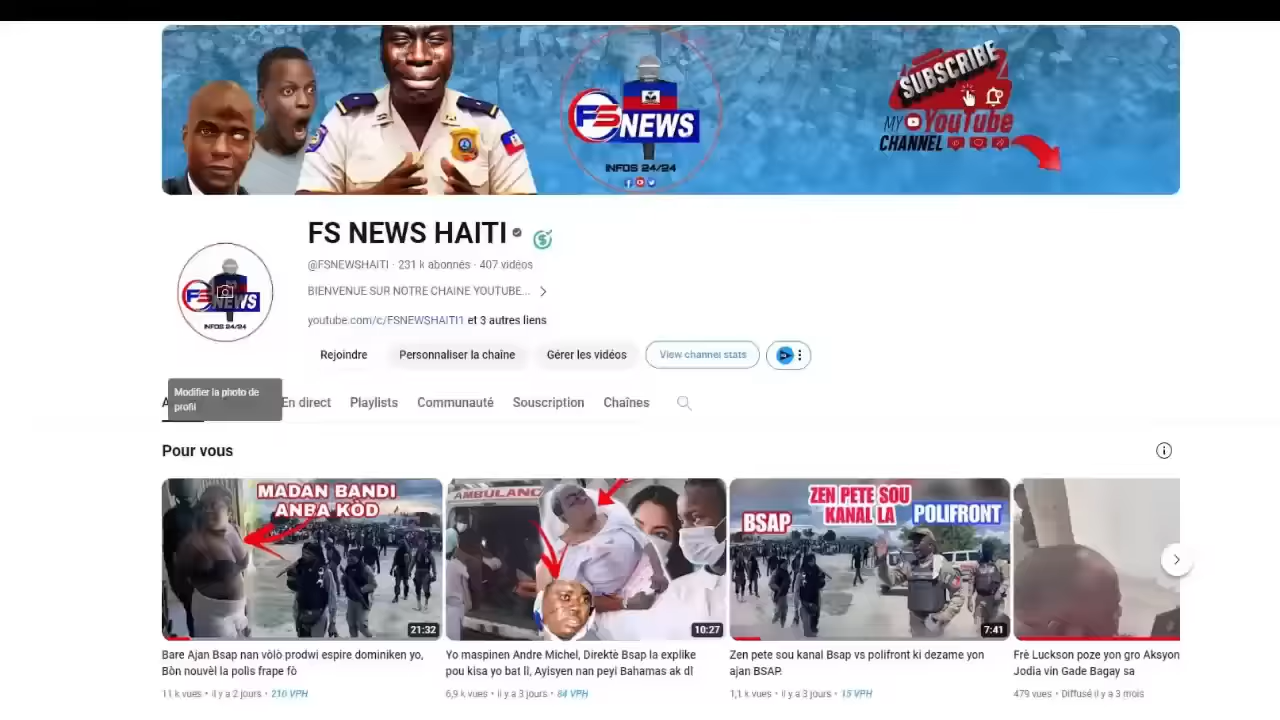 SUBSCRIBE
MY YouTube
CHANNEL
FS NEWS
INFOS 24/24
FS NEWS HAITI
@FSNEWSHAITI · 231 k abonnés · 407 vidéos
BIENVENUE SUR NOTRE CHAINE YOUTUBE...
youtube.com/c/FSNEWSHAITI1 et 3 autres liens
FS NEWS
INFOS 24/24
Rejoindre
Personnaliser la chaîne
Gérer les vidéos
View channel stats
Modifier la photo de
profil
A
En direct
Playlists
Communauté
Souscription
Chaînes
Pour vous
MADAN BANDI
ANBA KÒD
21:32
AMBULANC
10:27
BSAP
ZEN PETE SOU
KANAL LA
POLIFRONT
7:41
Bare Ajan Bsap nan vòlò prodwi espire dominiken yo,
Bòn nouvèl la polis frape fò
11 k vues • il y a 2 jours • 216 VPH
Yo maspinen Andre Michel, Direktè Bsap la explike
pou kisa yo bat li, Ayisyen nan peyi Bahamas ak dl
6,9 k vues • il y a 3 jours • 84 VPH
Zen pete sou kanal Bsap vs polifront ki dezame yon
ajan BSAP.
1,1 k vues • il y a 3 jours • 15 VPH
Frè Luckson poze yon gro Aksyon
Jodia vin Gade Bagay sa
479 vues • Diffusé il y a 3 mois